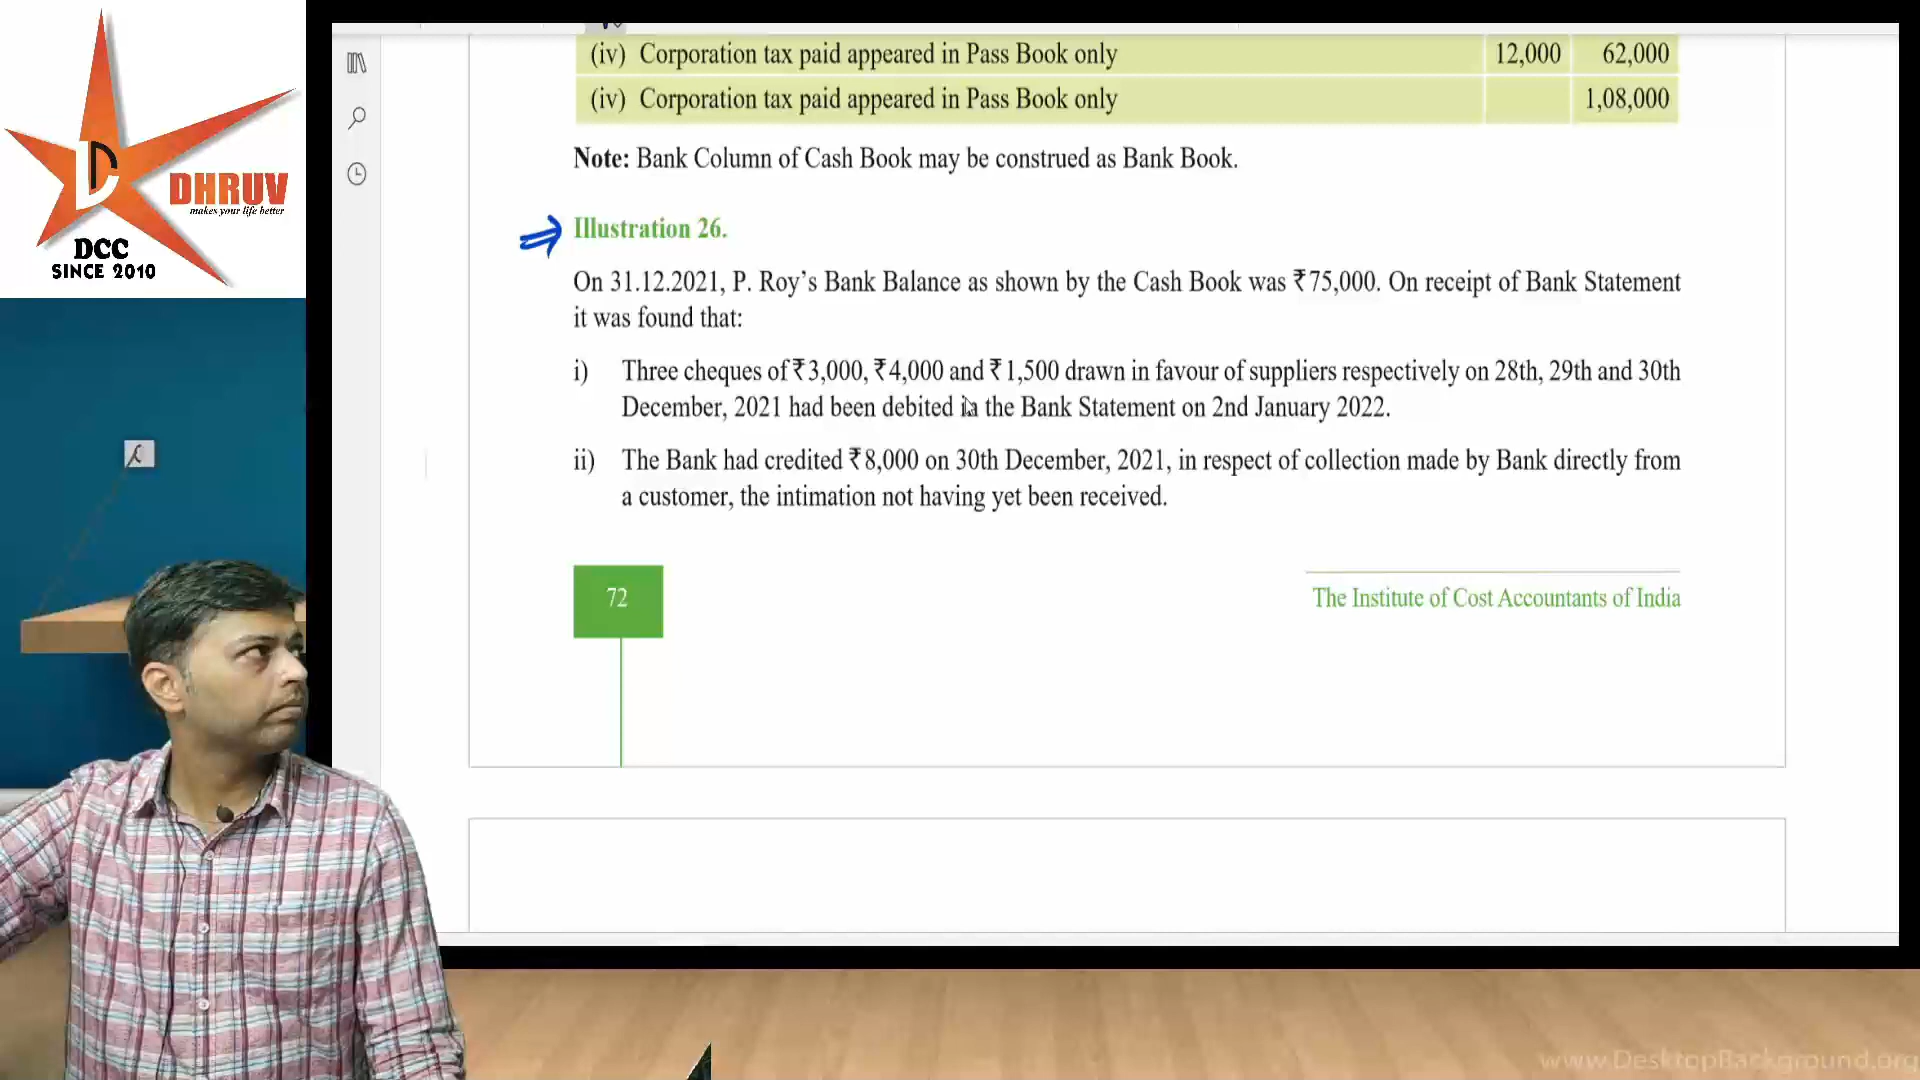 (iv) Corporation tax paid appeared in Pass Book only 12,000 62,000
(iv) Corporation tax paid appeared in Pass Book only 1,08,000
Note: Bank Column of Cash Book may be construed as Bank Book.
Illustration 26.
On 31.12.2021, P. Roy’s Bank Balance as shown by the Cash Book was ₹75,000. On receipt of Bank Statement
it was found that:
i) Three cheques of ₹3,000, ₹4,000 and ₹1,500 drawn in favour of suppliers respectively on 28th, 29th and 30th
December, 2021 had been debited in the Bank Statement on 2nd January 2022.
ii) The Bank had credited ₹8,000 on 30th December, 2021, in respect of collection made by Bank directly from
a customer, the intimation not having yet been received.
72
The Institute of Cost Accountants of India
D
DHRUV
makes your life better
DCC
SINCE 2010
www.DesktopBackground.org